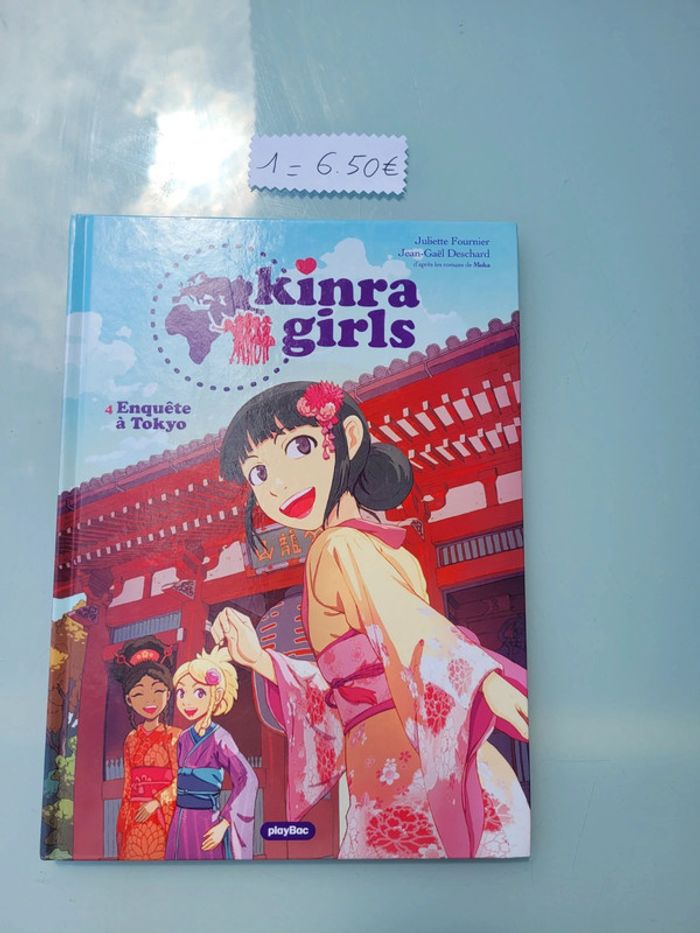 1 = 6.50€
Juliette Fournier
Jean-Gaël Deschard
d'après les romans de Moka
kinra
girls
4 Enquête
à Tokyo
playBac